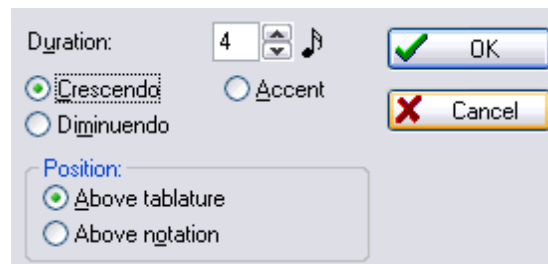 Duration: 4 OK
Crescendo Accent
Diminuendo Cancel
Position:
Above tablature
Above notation